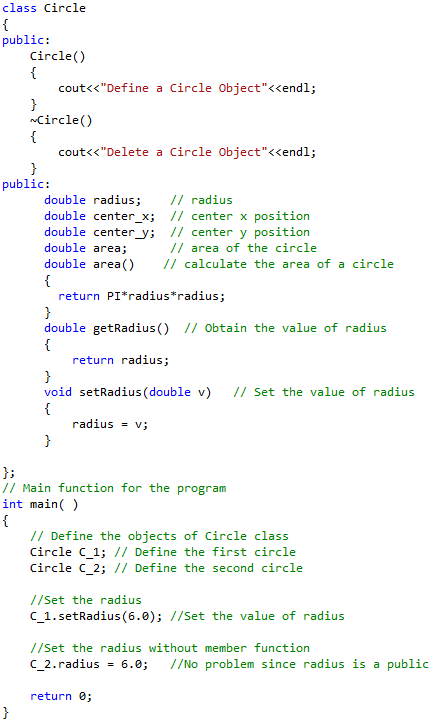 class Circle
{
public:
    Circle()
    {
        cout<<"Define a Circle Object"<<endl;
    }
    ~Circle()
    {
        cout<<"Delete a Circle Object"<<endl;
    }
public:
      double radius;    // radius
      double center_x;  // center x position
      double center_y;  // center y position
      double area;      // area of the circle
      double area()    // calculate the area of a circle
      {
        return PI*radius*radius;
      }
      double getRadius()  // Obtain the value of radius
      {
          return radius;
      }
      void setRadius(double v)   // Set the value of radius
      {
          radius = v;
      }

};
// Main function for the program
int main( )
{
    // Define the objects of Circle class
    Circle C_1; // Define the first circle
    Circle C_2; // Define the second circle

    //Set the radius
    C_1.setRadius(6.0); //Set the value of radius

    //Set the radius without member function
    C_2.radius = 6.0;   //No problem since radius is a public

    return 0;
}